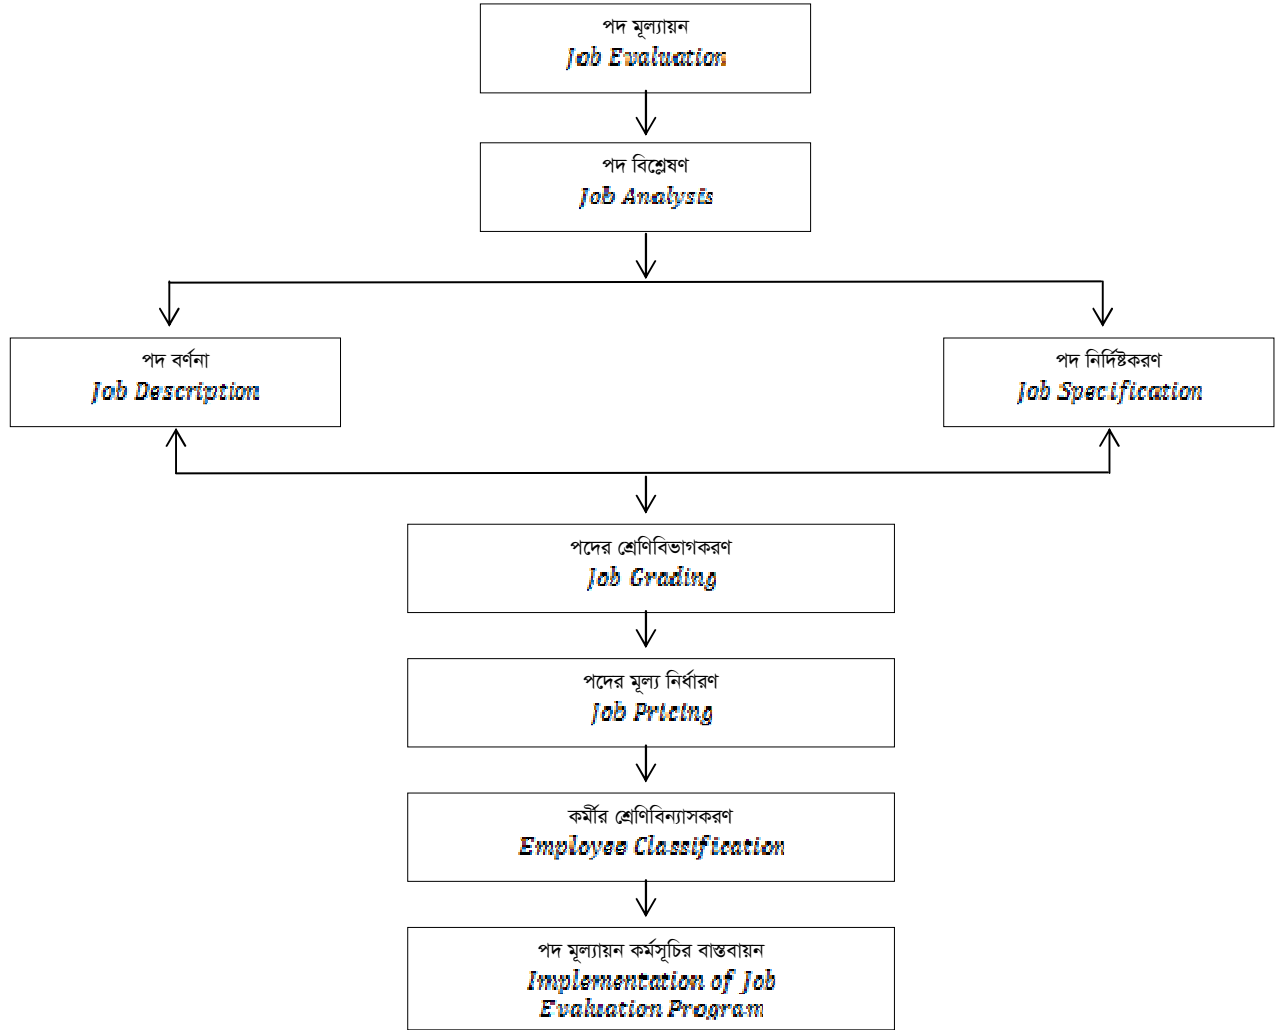 পদ মূল্যায়ন
Job Evaluation
পদ বিশ্লেষণ
Job Analysis
পদ বর্ণনা
Job Description
পদ নির্দিষ্টকরণ
Job Specification
পদের শ্রেণিবিভাগকরণ
Job Grading
পদের মূল্য নির্ধারণ
Job Pricing
কর্মীর শ্রেণিবিন্যাসকরণ
Employee Classification
পদ মূল্যায়ন কর্মসূচির বাস্তবায়ন
Implementation of Job
Evaluation Program